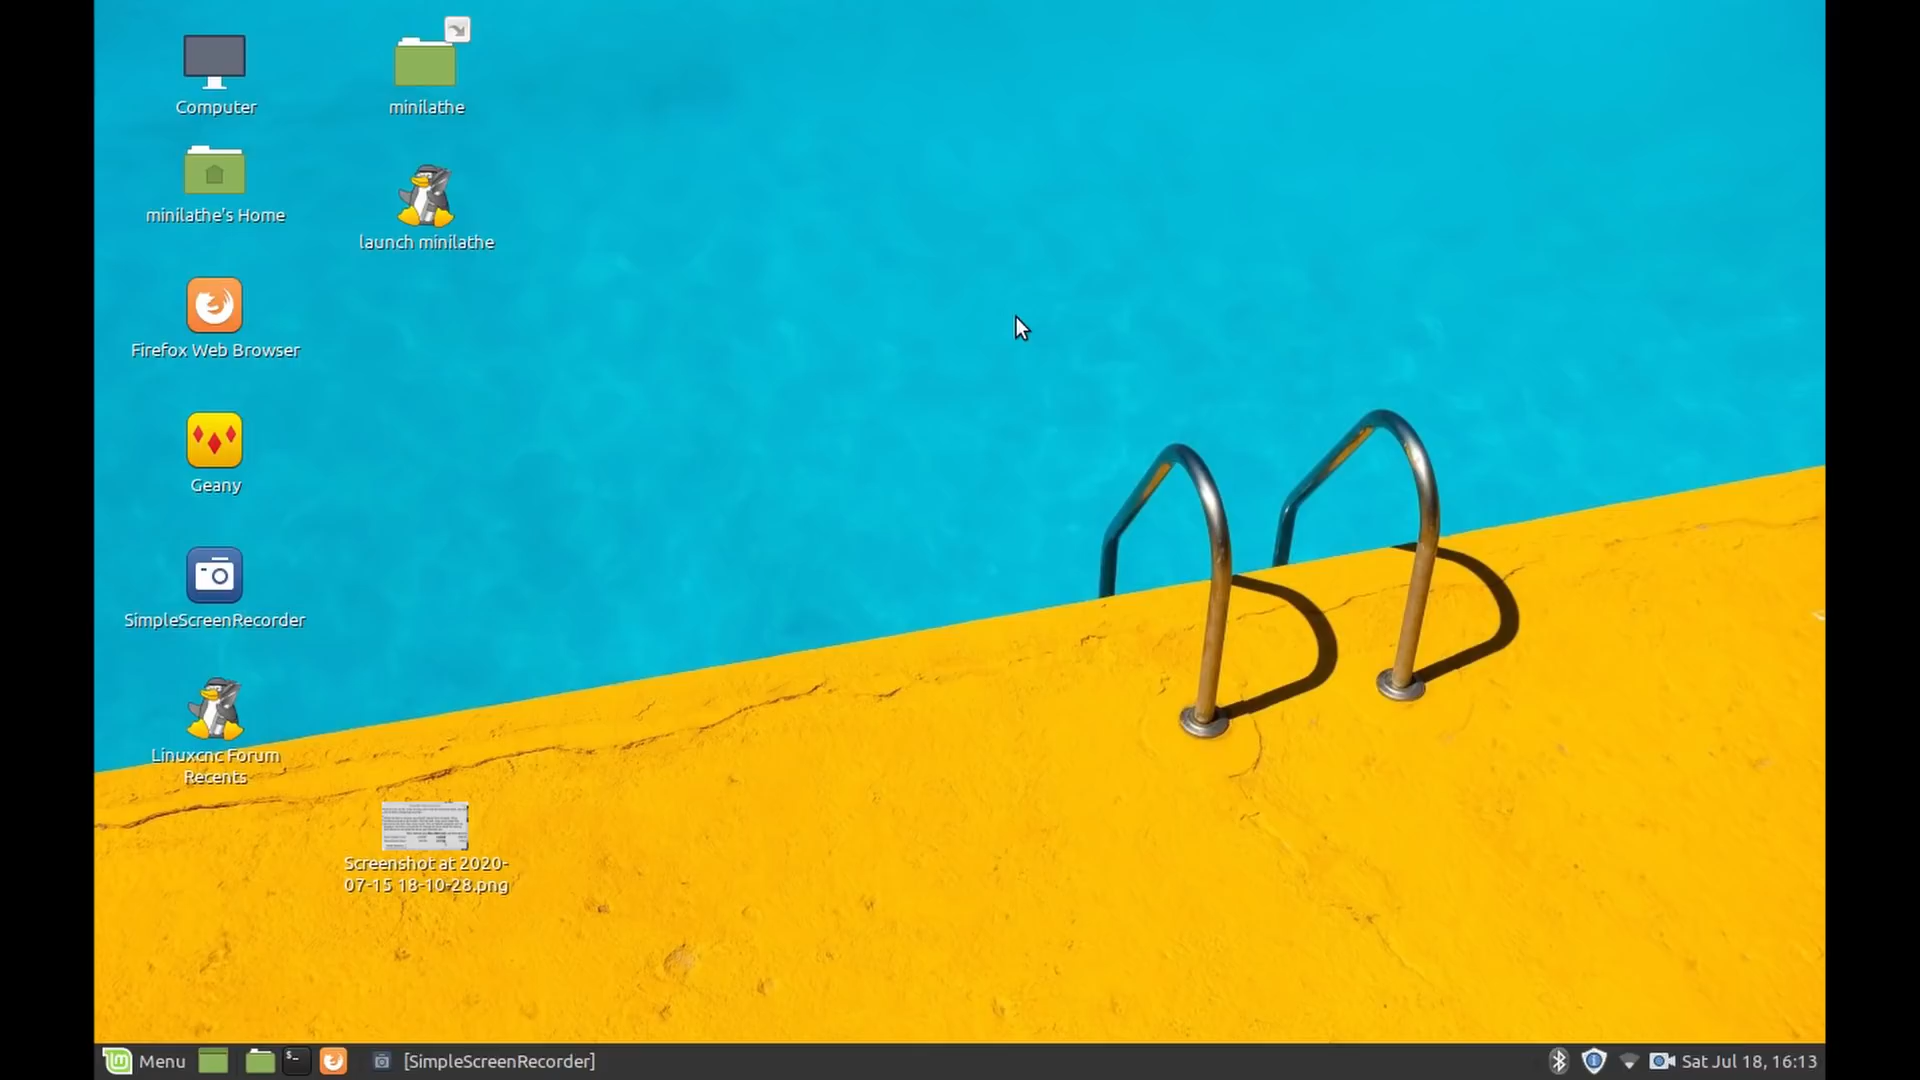 Computer
minilathe
minilathe's Home
launch minilathe
Firefox Web Browser
Geany
SimpleScreenRecorder
Linuxcnc Forum
Recents
Screenshot at 2020-
07-15 18-10-28.png
Menu
$_
[SimpleScreenRecorder]
Sat Jul 18, 16:13